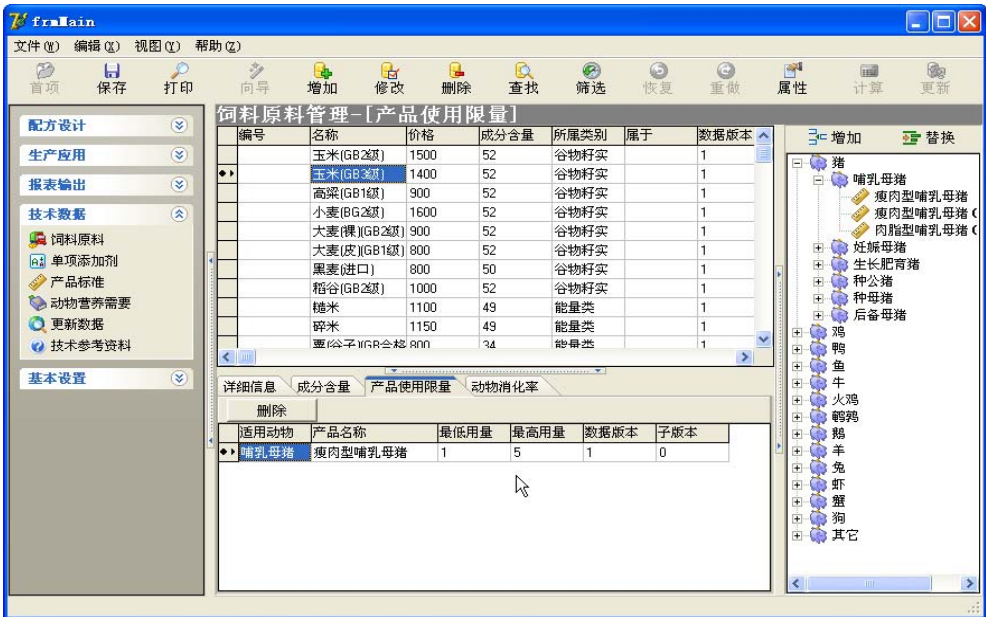 frmMain
文件(W) 编辑(X) 视图(Y) 帮助(Z)
首项 保存 打印 向导 增加 修改 删除 查找 筛选 恢复 重做 属性 计算 更新
配方设计
生产应用
报表输出
技术数据
饲料原料
单项添加剂
产品标准
动物营养需要
更新数据
技术参考资料
基本设置
饲料原料管理-[产品使用限量]
编号 名称 价格 成分含量 所属类别 属于 数据版本
玉米(GB2级) 1500 52 谷物籽实 1
玉米(GB3级) 1400 52 谷物籽实 1
高粱(GB1级) 900 52 谷物籽实 1
小麦(BG2级) 1600 52 谷物籽实 1
大麦(裸)(GB2级) 900 52 谷物籽实 1
大麦(皮)(GB1级) 800 52 谷物籽实 1
黑麦(进口) 800 50 谷物籽实 1
稻谷(GB2级) 1000 52 谷物籽实 1
糙米 1100 49 能量类 1
碎米 1150 49 能量类 1
粟(谷子)(GB合格 800 34 能量类 1
详细信息 成分含量 产品使用限量 动物消化率
删除
适用动物 产品名称 最低用量 最高用量 数据版本 子版本
哺乳母猪 瘦肉型哺乳母猪 1 5 1 0
增加 替换
猪
哺乳母猪
瘦肉型哺乳母猪
瘦肉型哺乳母猪(
肉脂型哺乳母猪(
妊娠母猪
生长肥育猪
种公猪
种母猪
后备母猪
鸡
鸭
鱼
牛
火鸡
鹌鹑
鹅
羊
兔
虾
蟹
狗
其它